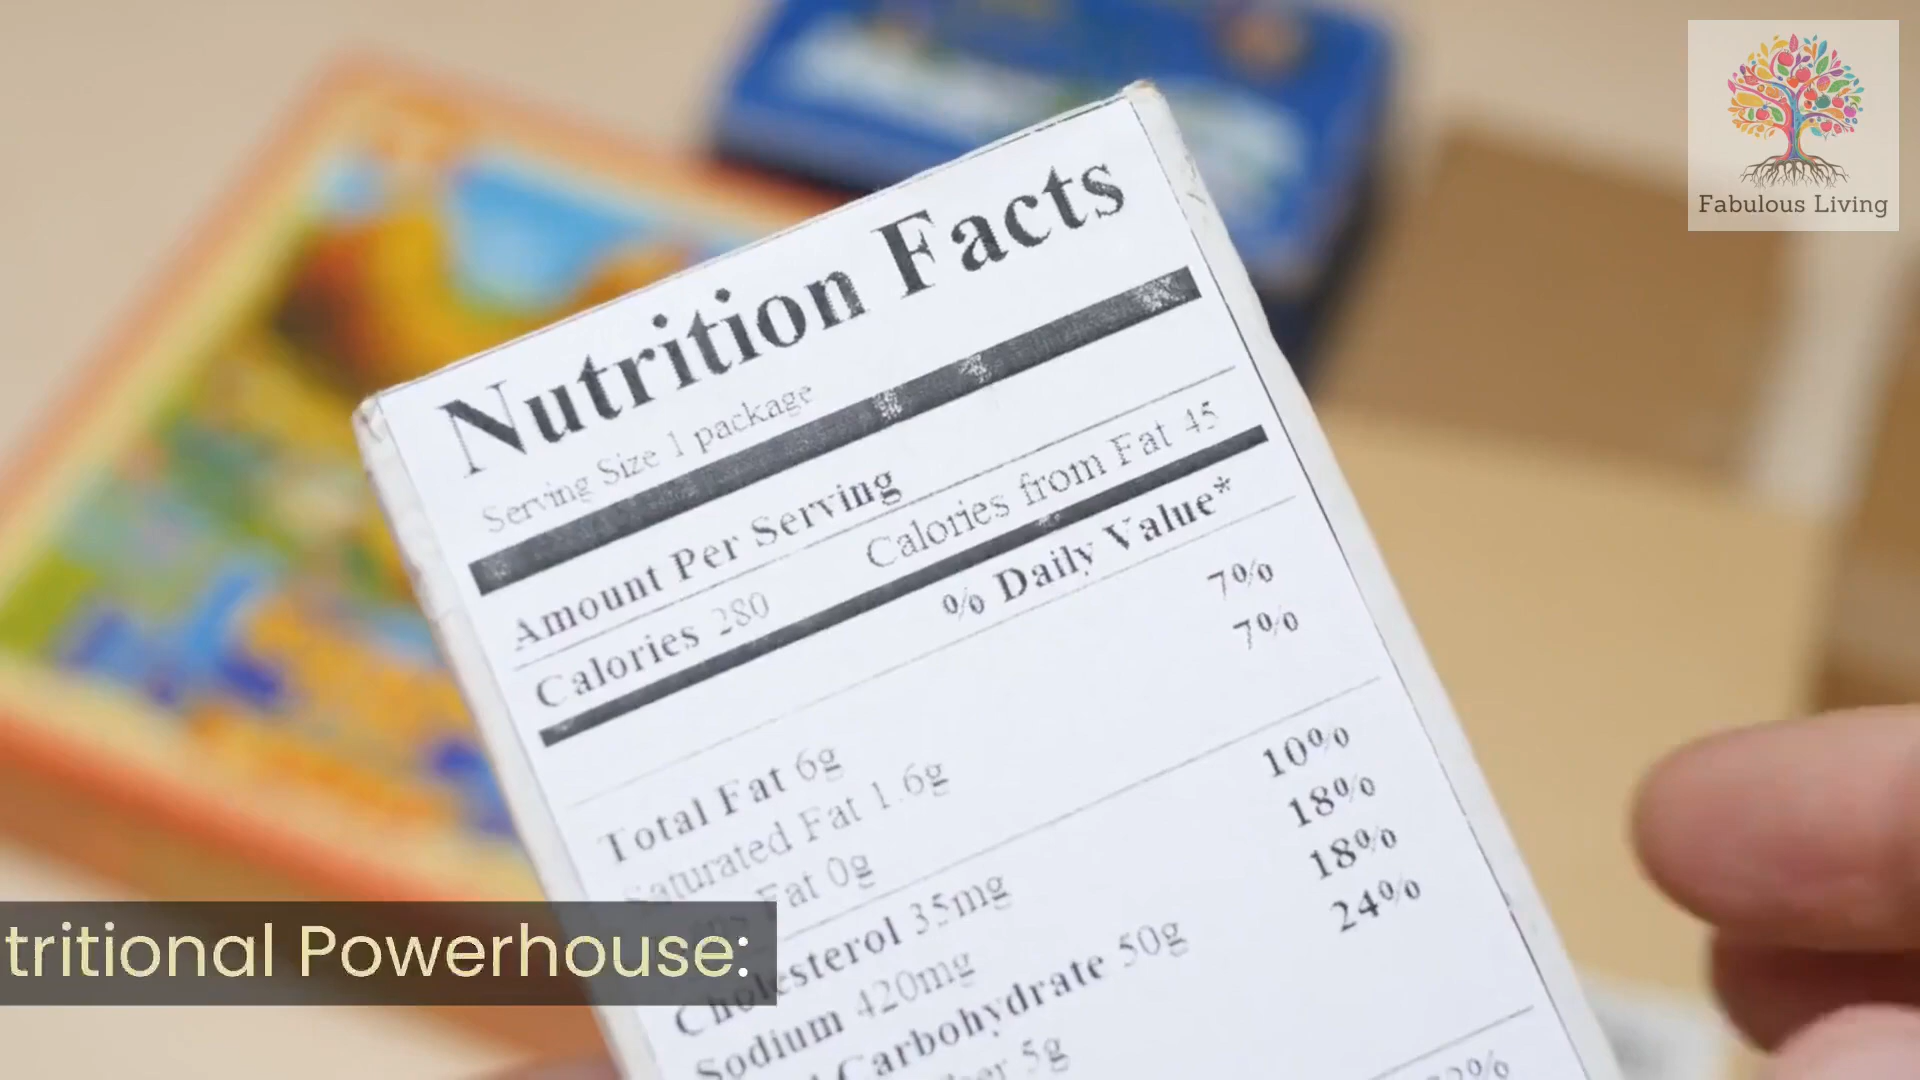 Fabulous Living
Nutrition Facts
Serving Size 1 package
Amount Per Serving
Calories 280 Calories from Fat 45
% Daily Value*
Total Fat 6g 7%
Saturated Fat 1.6g 7%
Fat 0g
Cholesterol 35mg 10%
Sodium 420mg 18%
Carbohydrate 50g 18%
5g 24%
tritional Powerhouse: